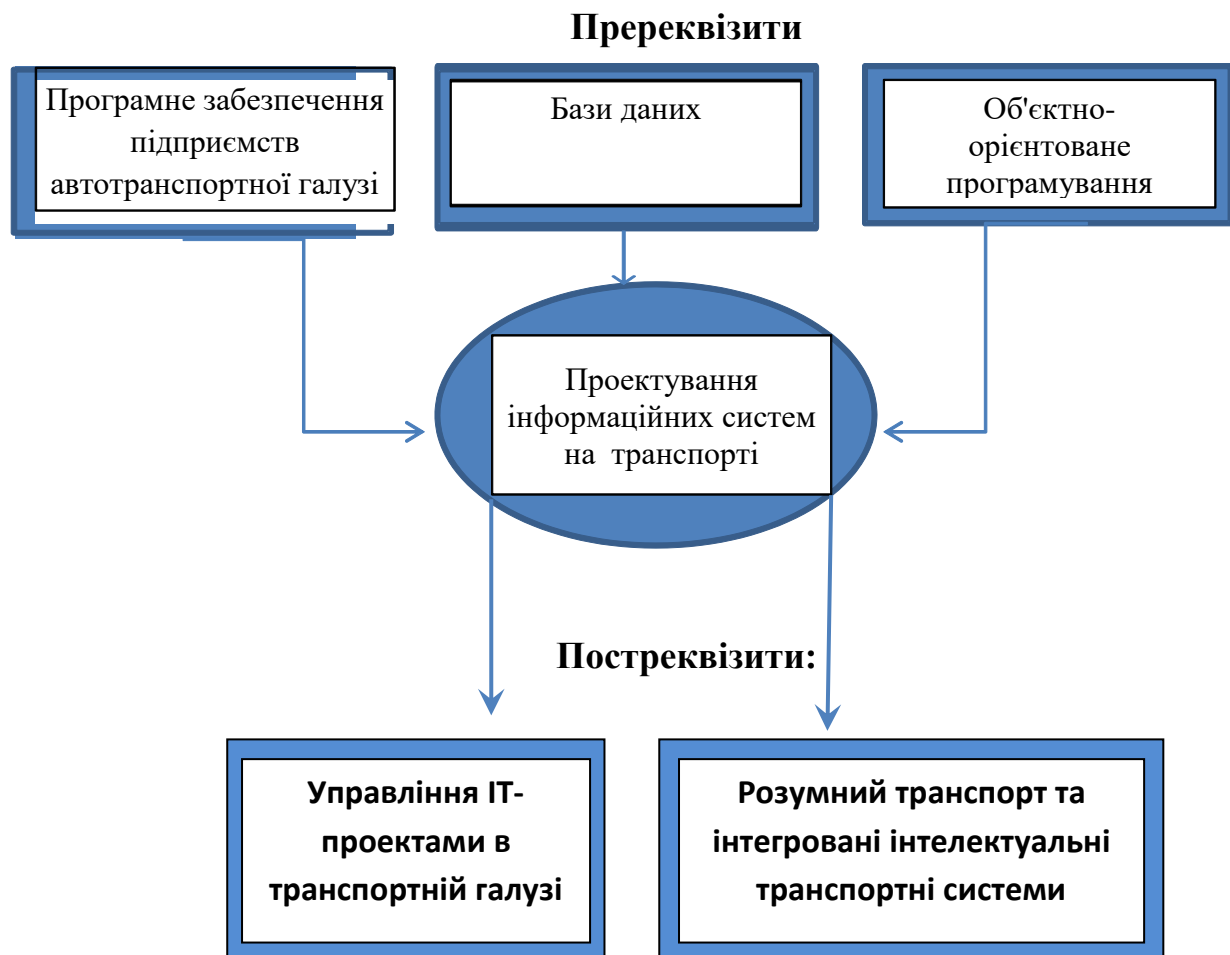 Пререквізити
Програмне забезпечення
підприємств
автотранспортної галузі
Бази даних
Об'єктно-
орієнтоване
програмування
Проектування
інформаційних систем
на транспорті
Постреквізити:
Управління ІТ-
проектами в
транспортній галузі
Розумний транспорт та
інтегровані інтелектуальні
транспортні системи